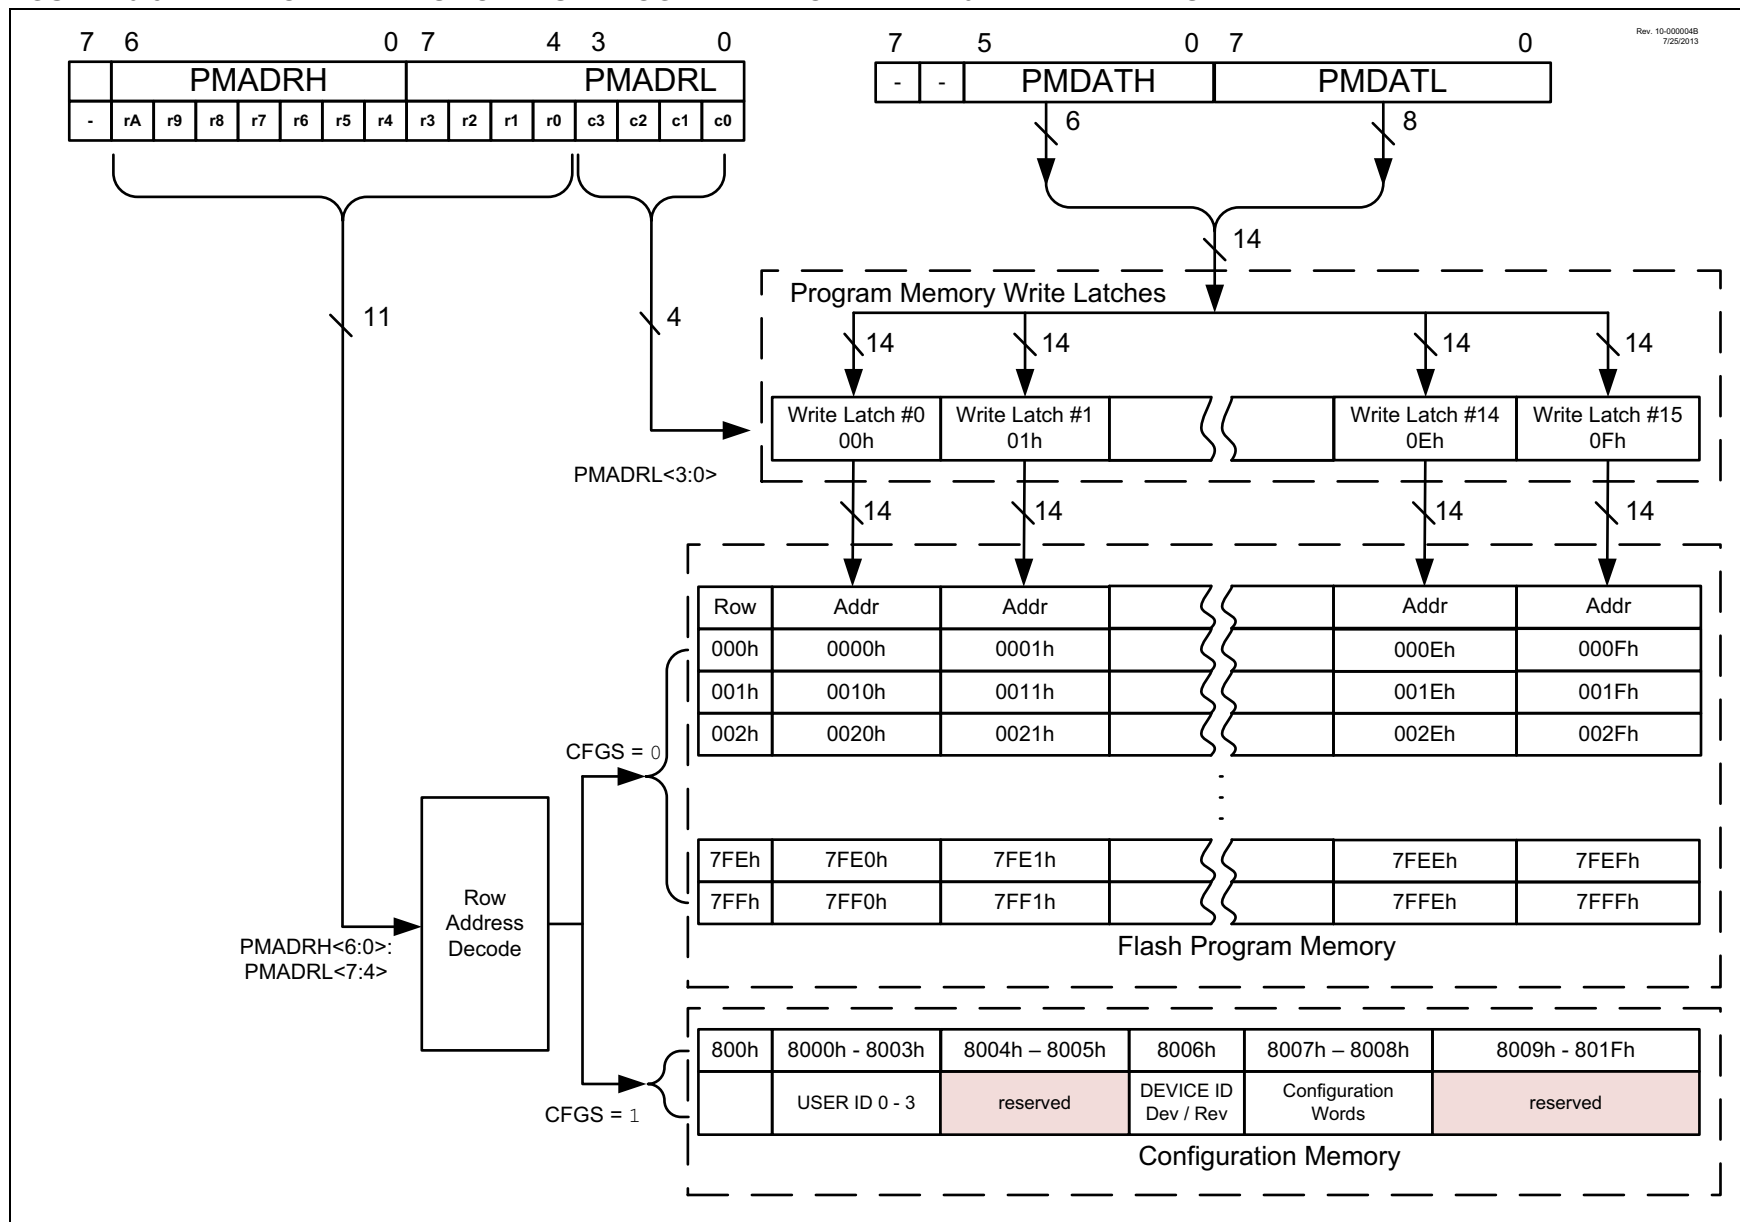 7 6 0 7 4 3 0
7 5 0 7 0
Rev. 10-000004B
7/25/2013
PMADRH PMADRL
- - PMDATH PMDATL
- rA r9 r8 r7 r6 r5 r4 r3 r2 r1 r0 c3 c2 c1 c0
6 8
14
11 4
Program Memory Write Latches
14 14 14 14
Write Latch #0 Write Latch #1 Write Latch #14 Write Latch #15
00h 01h 0Eh 0Fh
PMADRL<3:0>
14 14 14 14
Row Addr Addr Addr Addr
000h 0000h 0001h 000Eh 000Fh
001h 0010h 0011h 001Eh 001Fh
002h 0020h 0021h 002Eh 002Fh
CFGS = 0
7FEh 7FE0h 7FE1h 7FEEh 7FEFh
7FFh 7FF0h 7FF1h 7FFEh 7FFFh
Row
Address
Decode
PMADRH<6:0>:
PMADRL<7:4>
Flash Program Memory
800h 8000h - 8003h 8004h – 8005h 8006h 8007h – 8008h 8009h - 801Fh
USER ID 0 - 3 reserved DEVICE ID Configuration reserved
Dev / Rev Words
CFGS = 1
Configuration Memory